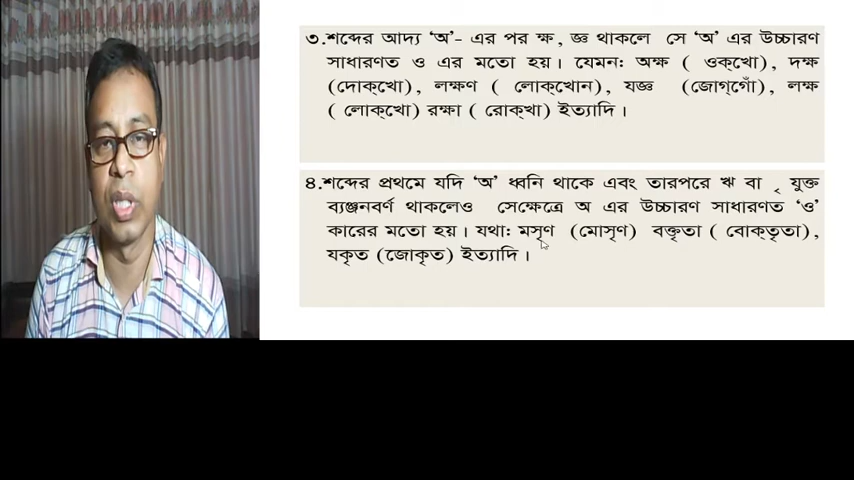 ৩.শব্দের আদ্য ‘অ’- এর পর ক্ষ, জ্ঞ থাকলে সে ‘অ’ এর উচ্চারণ
সাধারণত ও এর মতো হয়। যেমন: অক্ষ ( ওক্‌খো), দক্ষ
(দোক্‌খো), লক্ষণ ( লোক্‌খোন), যজ্ঞ (জোগ্‌গোঁ), লক্ষ
( লোক্‌খো) রক্ষা ( রোক্‌খা) ইত্যাদি।
৪.শব্দের প্রথমে যদি ‘অ’ ধ্বনি থাকে এবং তারপরে ঋ বা ৃ যুক্ত
ব্যঞ্জনবর্ণ থাকলেও সেক্ষেত্রে অ এর উচ্চারণ সাধারণত ‘ও’
কারের মতো হয়। যথা: মসৃণ (মোসৃণ) বক্তৃতা ( বোক্‌তৃতা),
যকৃত (জোকৃত) ইত্যাদি।